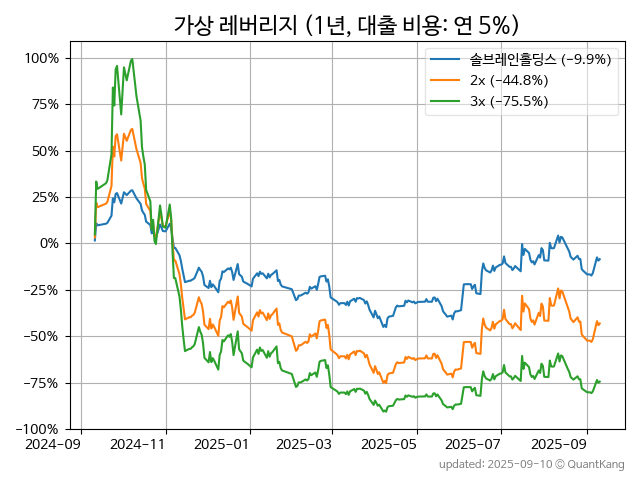 가상 레버리지 (1년, 대출 비용: 연 5%)
솔브레인홀딩스 (-9.9%)
2x (-44.8%)
3x (-75.5%)
100%
75%
50%
25%
0%
−25%
−50%
−75%
−100%
2024-09 2024-11 2025-01 2025-03 2025-05 2025-07 2025-09
updated: 2025-09-10 © QuantKang